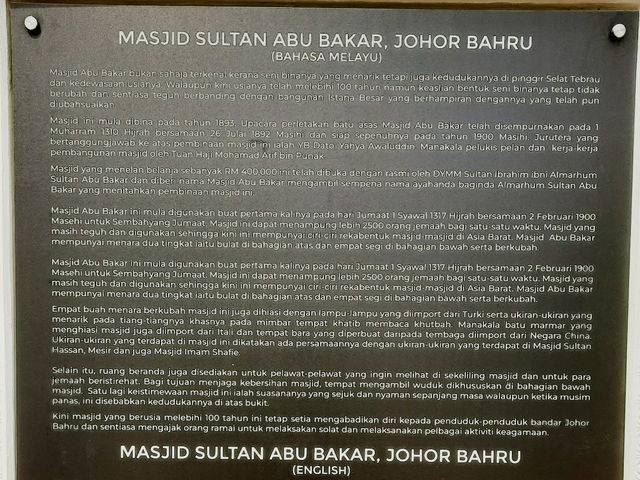 MASJID SULTAN ABU BAKAR, JOHOR BAHRU
(BAHASA MELAYU)
Masjid Abu Bakar bukan sahaja terkenal kerana seni binanya yang menarik tetapi juga kedudukannya di pinggir Selat Tebrau
dan kedewasaan usianya. Walaupun kini usianya telah melebihi 100 tahun namun keaslian bentuk seni binanya tetap tidak
berubah dan sentiasa teguh berbanding dengan bangunan Istana Besar yang berhampiran dengannya yang telah pun
diubahsuaikan.
Masjid ini mula dibina pada tahun 1893. Upacara perletakan batu asas Masjid Abu Bakar telah disempurnakan pada 1
Muharram 1310 Hijrah bersamaan 26 Julai 1892 Masihi dan siap sepenuhnya pada tahun 1900 Masihi. Jurutera yang
bertanggungjawab ke atas pembinaan masjid ini ialah YB Dato Yahya Awaluddin. Manakala pelukis pelan dan kerja-kerja
pembangunan masjid oleh Tuan Haji Mohamad Arif bin Punak.
Masjid yang menelan belanja sebanyak RM 400,000 ini telah dibuka dengan rasmi oleh DYMM Sultan Ibrahim Ibni Almarhum
Sultan Abu Bakar dan diberi nama Masjid Abu Bakar mengambil sempena nama ayahanda baginda Almarhum Sultan Abu
Bakar yang menitahkan pembinaan masjid ini.
Masjid Abu Bakar ini mula digunakan buat pertama kalinya pada hari Jumaat 1 Syawal 1317 Hijrah bersamaan 2 Februari 1900
Masehi untuk Sembahyang Jumaat. Masjid ini dapat menampung lebih 2500 orang jemaah bagi satu-satu waktu. Masjid yang
masih teguh dan digunakan sehingga kini ini mempunyai ciri-ciri rekabentuk masjid-masjid di Asia Barat. Masjid Abu Bakar
mempunyai menara dua tingkat iaitu bulat di bahagian atas dan empat segi di bahagian bawah serta berkubah.
Masjid Abu Bakar ini mula digunakan buat pertama kalinya pada hari Jumaat 1 Syawal 1317 Hijrah bersamaan 2 Februari 1900
Masehi untuk Sembahyang Jumaat. Masjid ini dapat menampung lebih 2500 orang jemaah bagi satu-satu waktu. Masjid yang
masih teguh dan digunakan sehingga kini ini mempunyai ciri-ciri rekabentuk masjid-masjid di Asia Barat. Masjid Abu Bakar
mempunyai menara dua tingkat iaitu bulat di bahagian atas dan empat segi di bahagian bawah serta berkubah.
Empat buah menara berkubah masjid ini juga dihiasi dengan lampu-lampu yang diimport dari Turki serta ukiran-ukiran yang
menarik pada tiang-tiangnya khasnya pada mimbar tempat khatib membaca khutbah. Manakala batu marmar yang
menghiasi masjid juga diimport dari Itali dan tempat bara yang diperbuat daripada tembaga diimport dari Negara China.
Ukiran-ukiran yang terdapat di masjid ini dikatakan ada persamaannya dengan ukiran-ukiran yang terdapat di Masjid Sultan
Hassan, Mesir dan juga Masjid Imam Shafie.
Selain itu, ruang beranda juga disediakan untuk pelawat-pelawat yang ingin melihat di sekeliling masjid dan untuk para
jemaah beristirehat. Bagi tujuan menjaga kebersihan masjid, tempat mengambil wuduk dikhususkan di bahagian bawah
masjid. Satu lagi keistimewaan masjid ini ialah suasananya yang sejuk dan nyaman sepanjang masa walaupun ketika musim
panas, ini disebabkan kedudukannya di atas bukit.
Kini masjid yang berusia melebihi 100 tahun ini tetap setia mengabadikan diri kepada penduduk-penduduk bandar Johor
Bahru dan sentiasa mengajak orang ramai untuk melaksakan solat dan melaksanakan pelbagai aktiviti keagamaan.
MASJID SULTAN ABU BAKAR, JOHOR BAHRU
(ENGLISH)